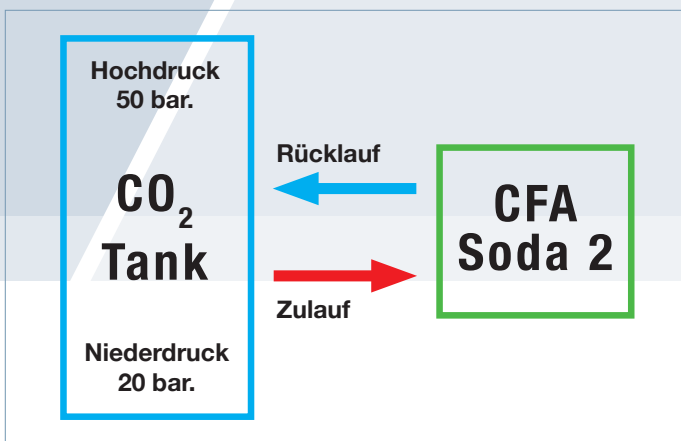 Hochdruck
50 bar.
CO₂
Tank
Niederdruck
20 bar.
Rücklauf
Zulauf
CFA
Soda 2